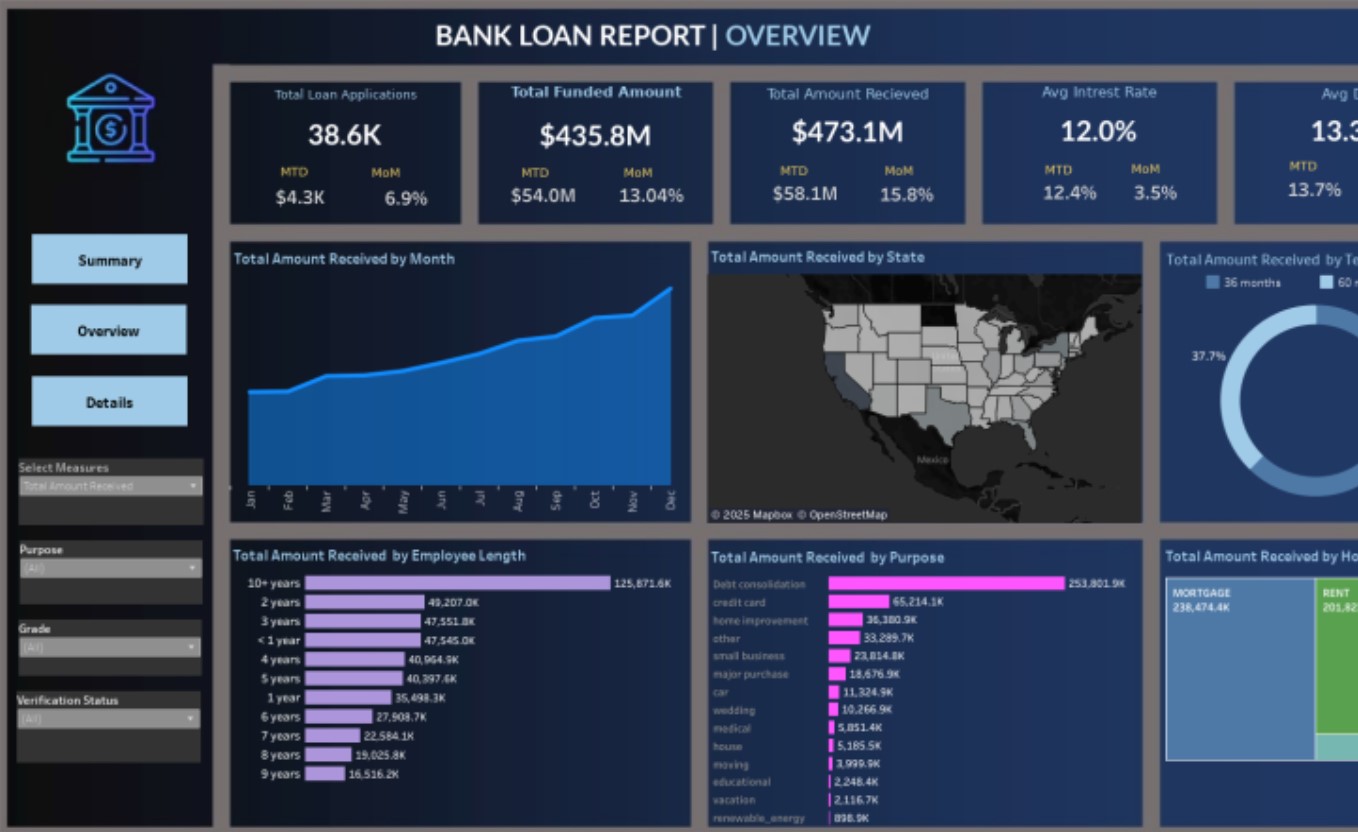 BANK LOAN REPORT | OVERVIEW
Total Loan Applications
38.6K
MTD MoM
$4.3K 6.9%
Total Funded Amount
$435.8M
MTD MoM
$54.0M 13.04%
Total Amount Recieved
$473.1M
MTD MoM
$58.1M 15.8%
Avg Intrest Rate
12.0%
MTD MoM
12.4% 3.5%
Avg
13.3
MTD
13.7%
Summary
Overview
Details
Select Measures
Total Amount Received
Purpose
(All)
Grade
(All)
Verification Status
(All)
Total Amount Received by Month
Jan
Feb
Mar
Apr
May
Jun
Jul
Aug
Sep
Oct
Nov
Dec
Total Amount Received by State
Mexico
© 2025 Mapbox © OpenStreetMap
Total Amount Received by Te
36 months 60
37.7%
Total Amount Received by Employee Length
10+ years 125,871.6K
2 years 49,207.0K
3 years 47,551.8K
< 1 year 47,545.0K
4 years 40,964.9K
5 years 40,397.6K
1 year 35,498.3K
6 years 27,908.7K
7 years 22,584.1K
8 years 19,025.8K
9 years 16,516.2K
Total Amount Received by Purpose
Debt consolidation 253,801.9K
credit card 65,214.1K
home improvement 36,380.9K
other 33,289.7K
small business 23,814.8K
major purchase 18,676.9K
car 11,324.9K
wedding 10,266.9K
medical 5,851.4K
house 5,185.5K
moving 3,999.9K
educational 2,248.4K
vacation 2,116.7K
renewable_energy 898.9K
Total Amount Received by Ho
MORTGAGE
238,474.4K
RENT
201,82